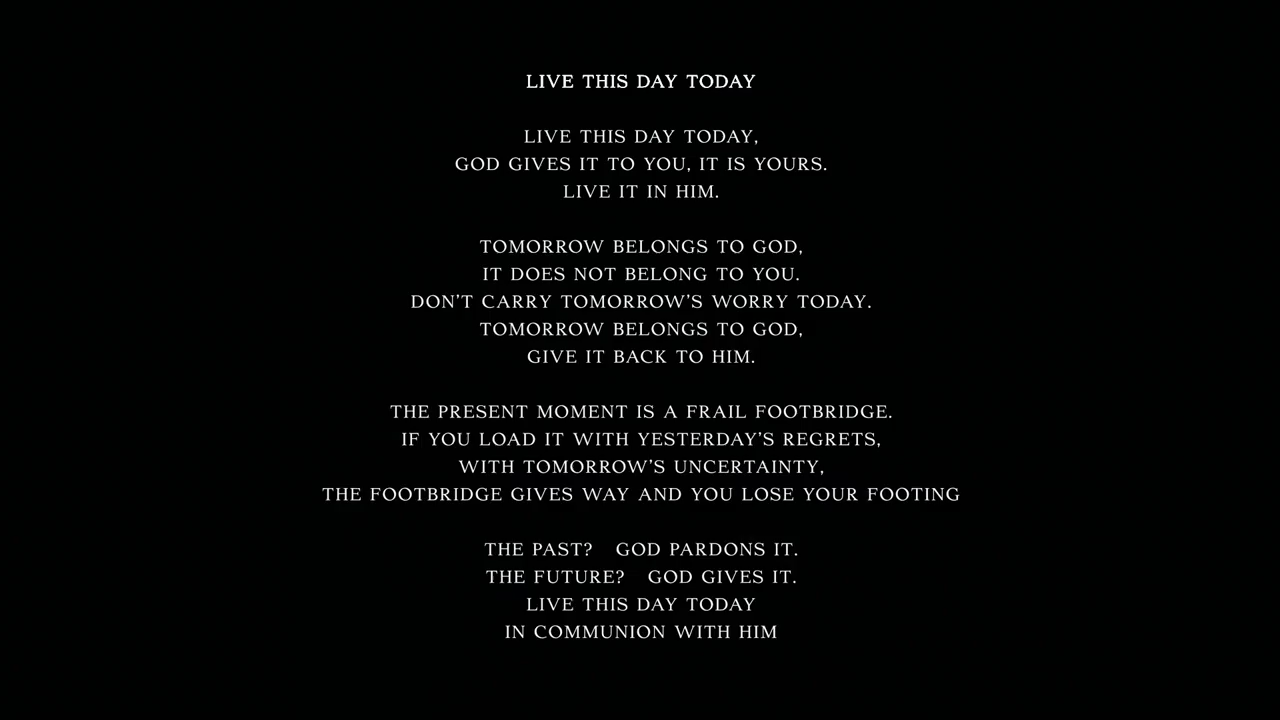 LIVE THIS DAY TODAY
LIVE THIS DAY TODAY,
GOD GIVES IT TO YOU, IT IS YOURS.
LIVE IT IN HIM.
TOMORROW BELONGS TO GOD,
IT DOES NOT BELONG TO YOU.
DON’T CARRY TOMORROW’S WORRY TODAY.
TOMORROW BELONGS TO GOD,
GIVE IT BACK TO HIM.
THE PRESENT MOMENT IS A FRAIL FOOTBRIDGE.
IF YOU LOAD IT WITH YESTERDAY’S REGRETS,
WITH TOMORROW’S UNCERTAINTY,
THE FOOTBRIDGE GIVES WAY AND YOU LOSE YOUR FOOTING
THE PAST? GOD PARDONS IT.
THE FUTURE? GOD GIVES IT.
LIVE THIS DAY TODAY
IN COMMUNION WITH HIM